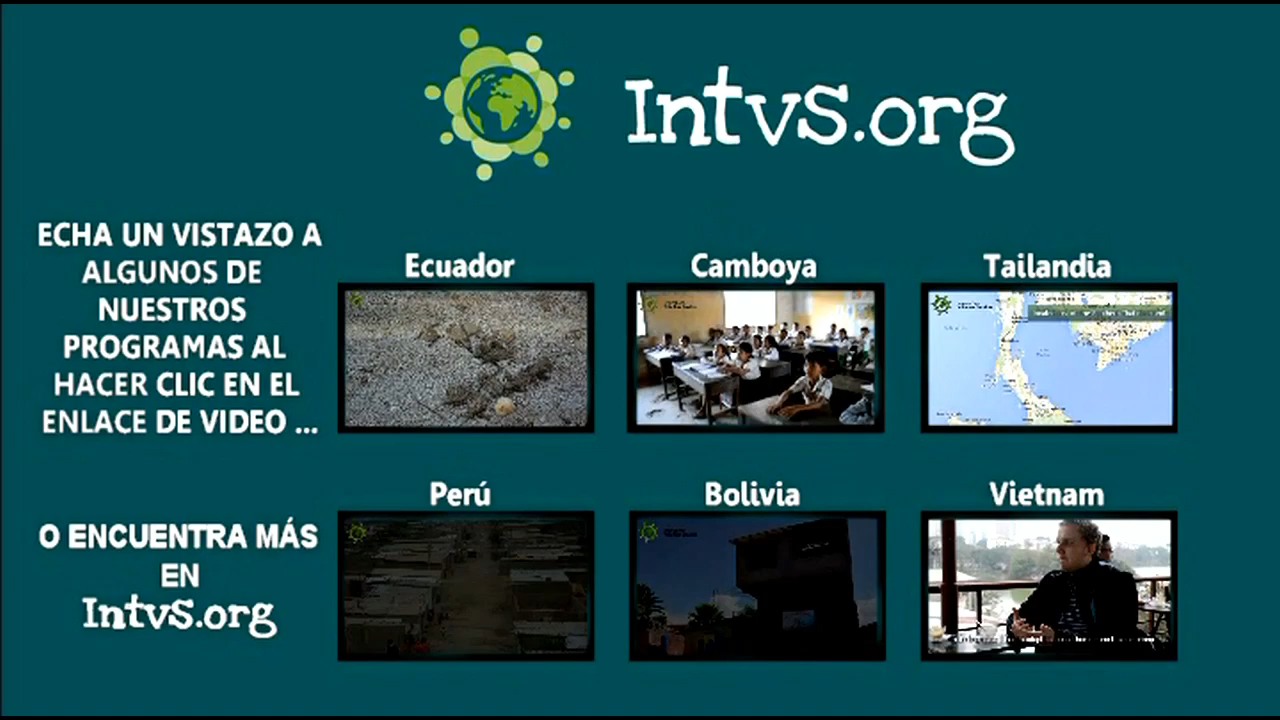 Intvs.org
ECHA UN VISTAZO A
ALGUNOS DE
NUESTROS
PROGRAMAS AL
HACER CLIC EN EL
ENLACE DE VIDEO ...
Ecuador
Camboya
Tailandia
Perú
Bolivia
Vietnam
O ENCUENTRA MÁS
EN
Intvs.org